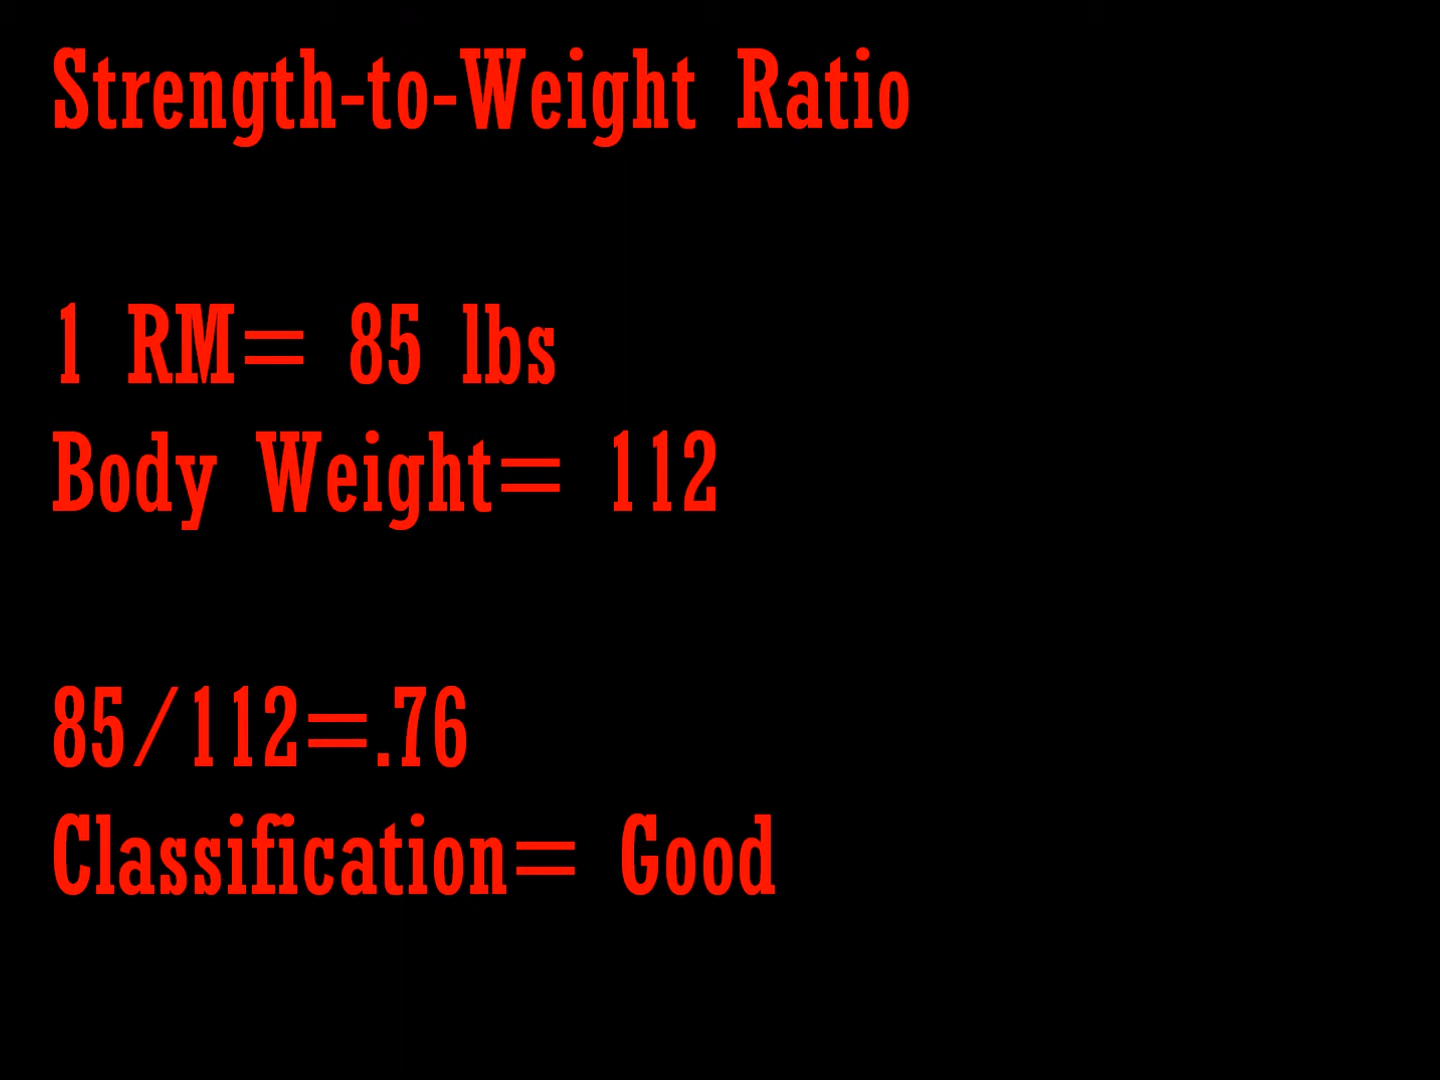 Strength-to-Weight Ratio
1 RM= 85 lbs
Body Weight= 112
85/112=.76
Classification= Good